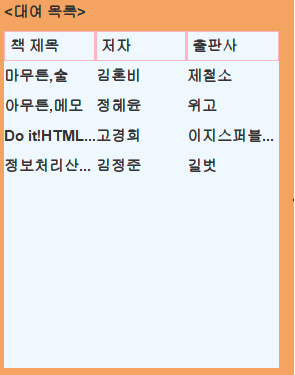 <대여 목록>
책 제목 저자 출판사
마무튼,술 김혼비 제철소
아무튼,메모 정혜윤 위고
Do it!HTML... 고경희 이지스퍼블...
정보처리산... 김정준 길벗